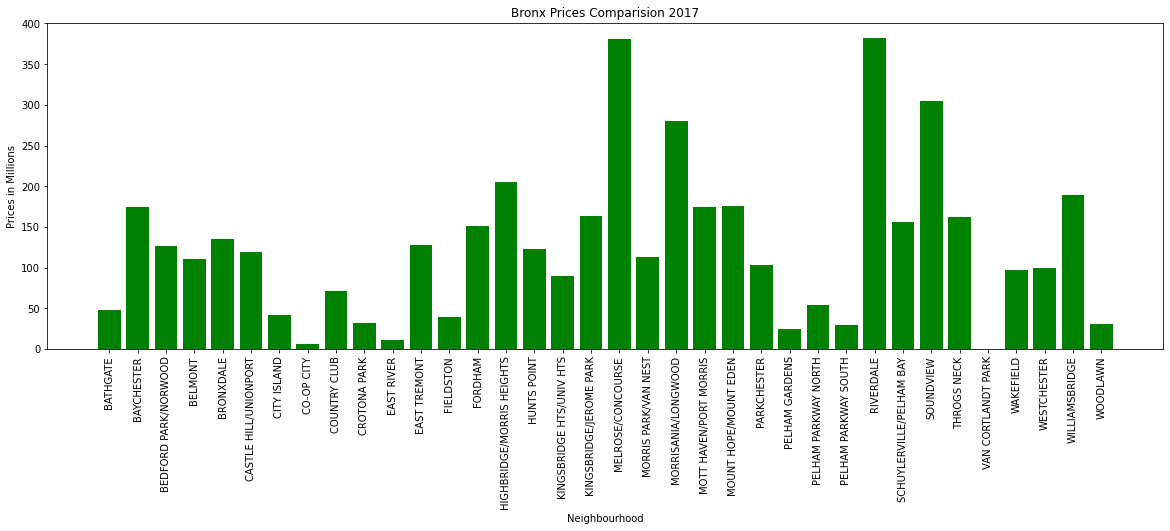 Bronx Prices Comparision 2017
Prices in Miilions
400
350
300
250
200
150
100
50
0
BATHGATE
BAYCHESTER
BEDFORD PARK/NORWOOD
BELMONT
BRONXDALE
CASTLE HILL/UNIONPORT
CITY ISLAND
CO-OP CITY
COUNTRY CLUB
CROTONA PARK
EAST RIVER
EAST TREMONT
FIELDSTON
FORDHAM
HIGHBRIDGE/MORRIS HEIGHTS
HUNTS POINT
KINGSBRIDGE HTS/UNIV HTS
KINGSBRIDGE/JEROME PARK
MELROSE/CONCOURSE
MORRIS PARK/VAN NEST
MORRISANIA/LONGWOOD
MOTT HAVEN/PORT MORRIS
MOUNT HOPE/MOUNT EDEN
PARKCHESTER
PELHAM GARDENS
PELHAM PARKWAY NORTH
PELHAM PARKWAY SOUTH
RIVERDALE
SCHUYLERVILLE/PELHAM BAY
SOUNDVIEW
THROGS NECK
VAN CORTLANDT PARK
WAKEFIELD
WESTCHESTER
WILLIAMSBRIDGE
WOODLAWN
Neighbourhood